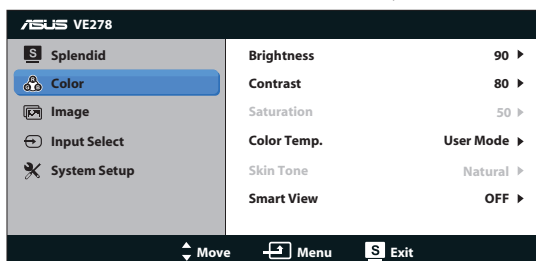 ASUS VE278
S Splendid
Color
Image
Input Select
System Setup
Brightness 90
Contrast 80
Saturation 50
Color Temp. User Mode
Skin Tone Natural
Smart View OFF
Move Menu S Exit